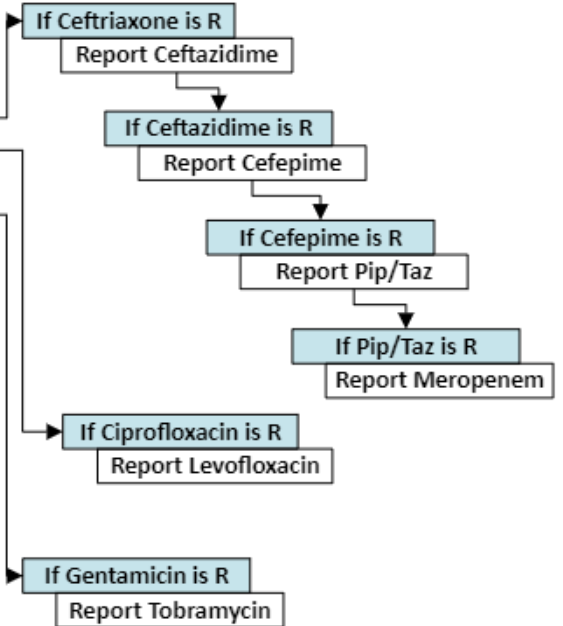 If Ceftriaxone is R
Report Ceftazidime
If Ceftazidime is R
Report Cefepime
If Cefepime is R
Report Pip/Taz
If Pip/Taz is R
Report Meropenem
If Ciprofloxacin is R
Report Levofloxacin
If Gentamicin is R
Report Tobramycin